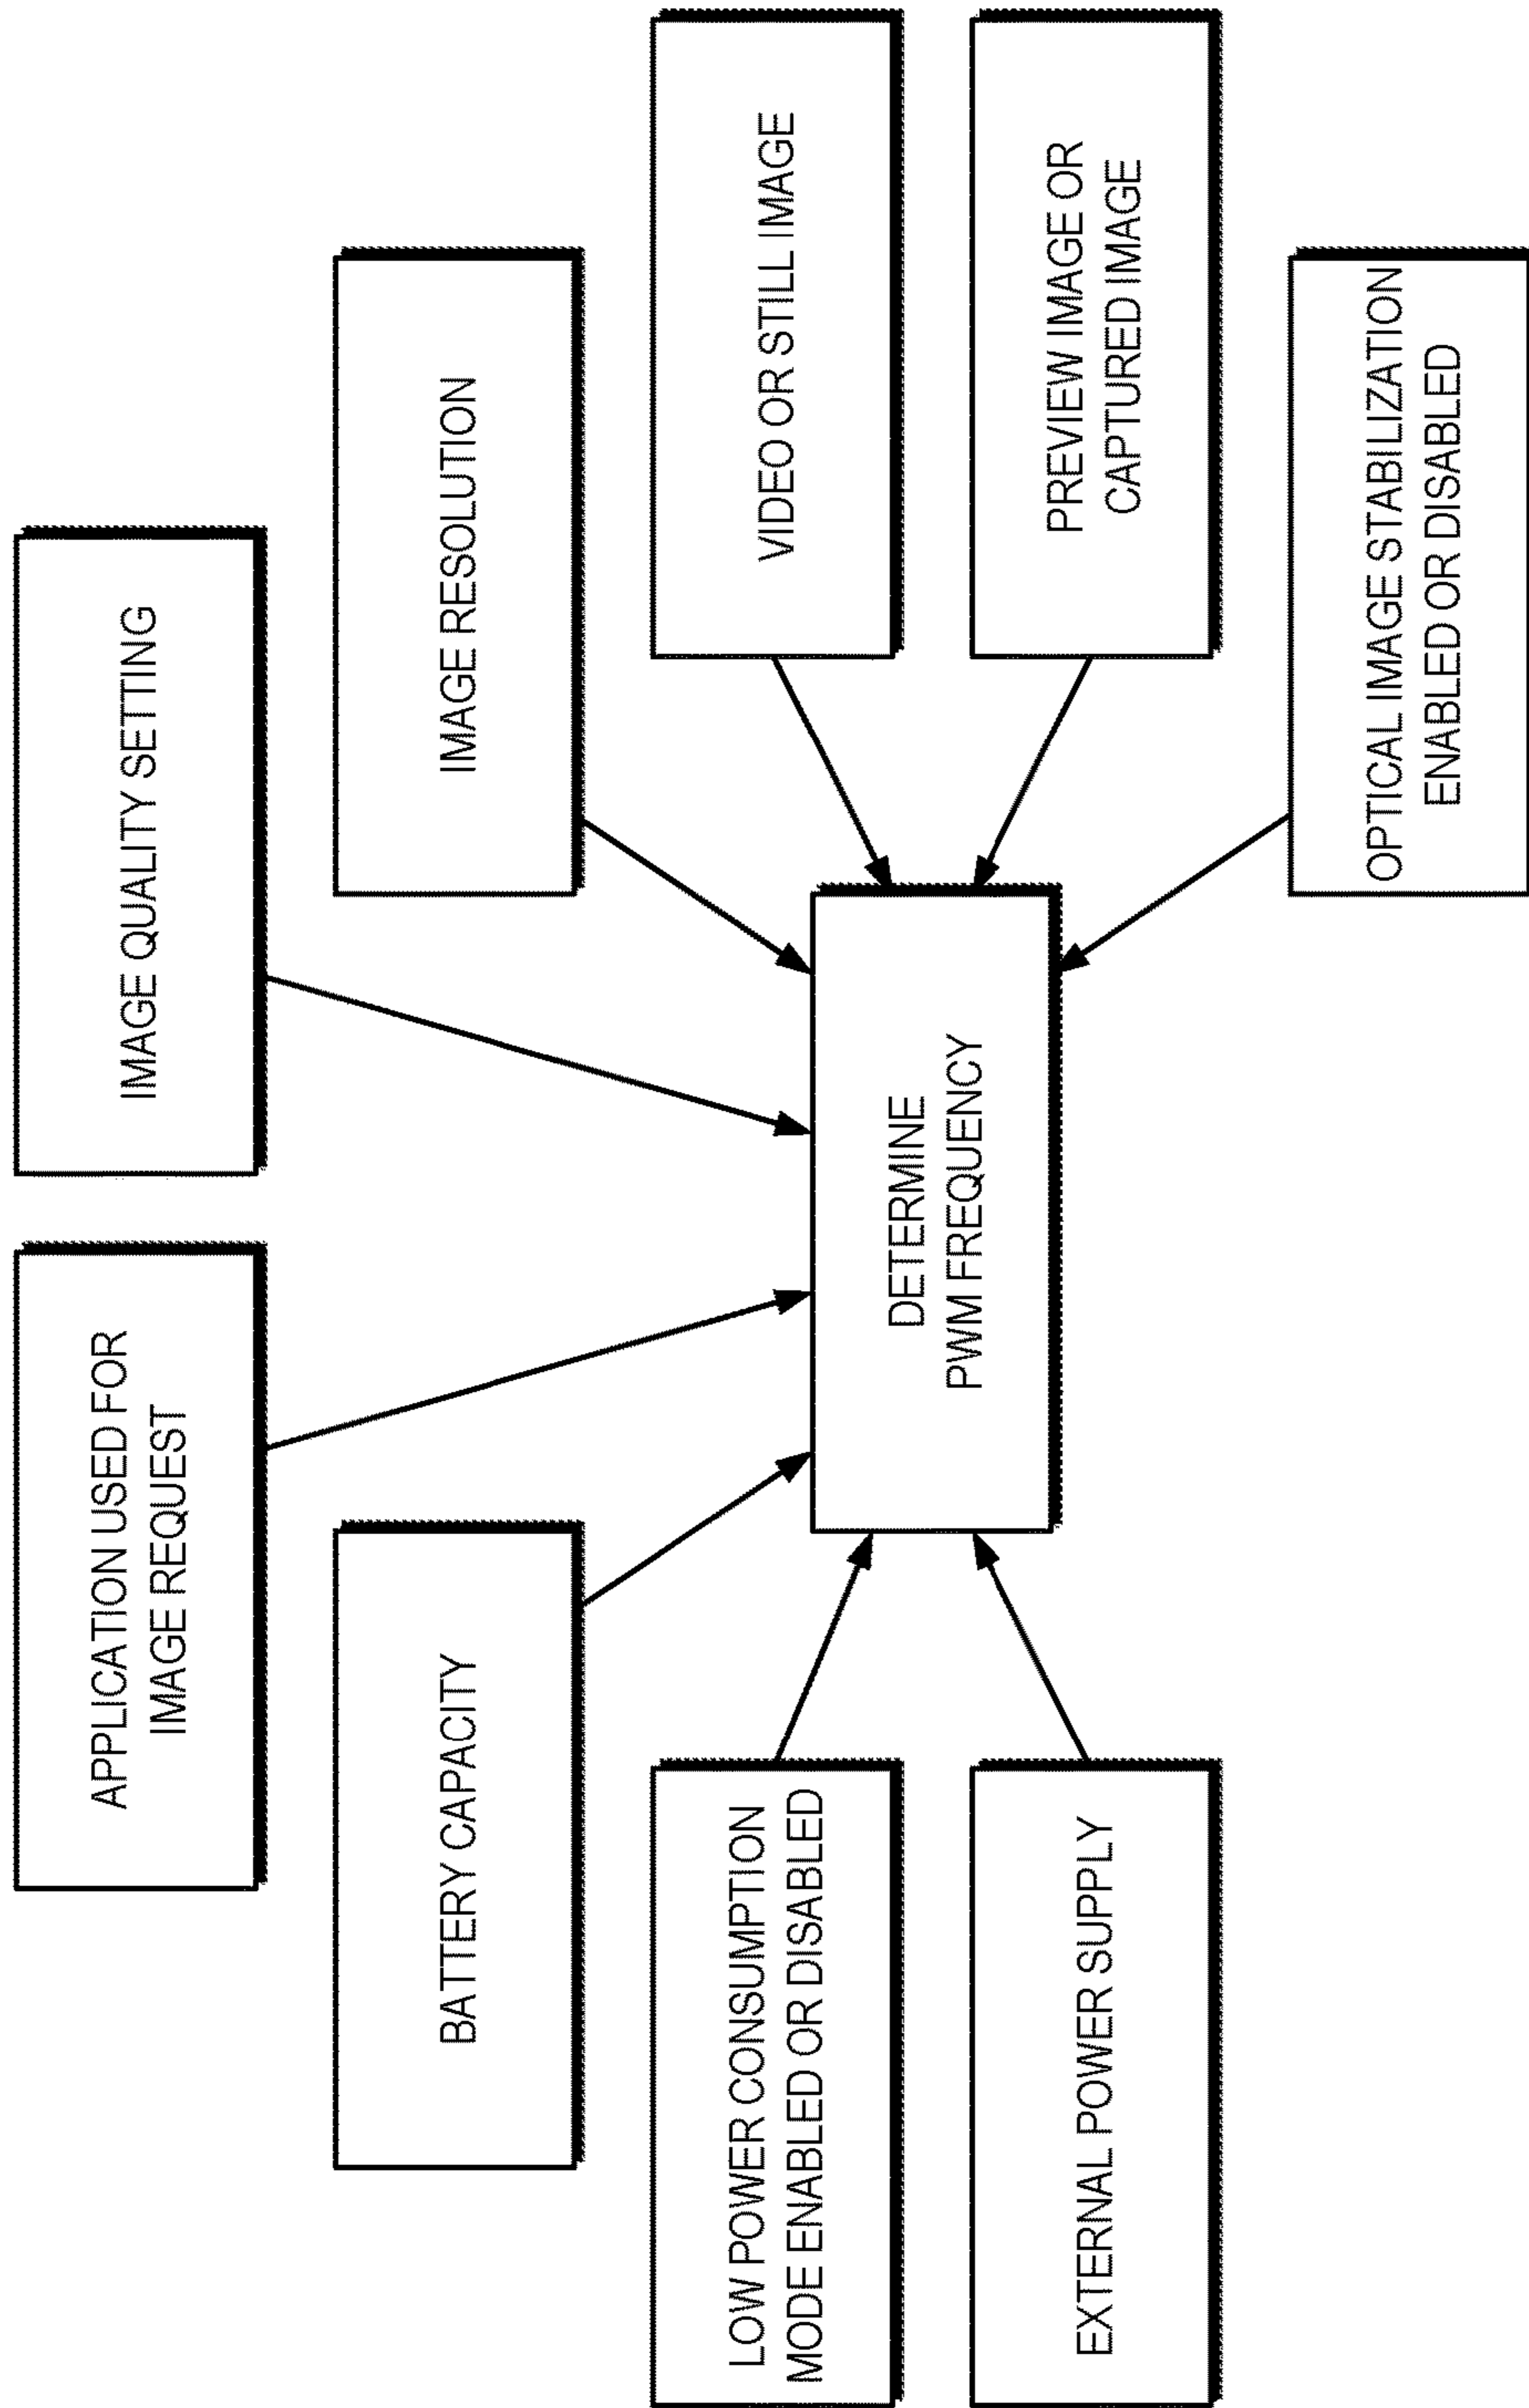 APPLICATION USED FOR
IMAGE REQUEST
IMAGE QUALITY SETTING
BATTERY CAPACITY
IMAGE RESOLUTION
LOW POWER CONSUMPTION
MODE ENABLED OR DISABLED
VIDEO OR STILL IMAGE
DETERMINE
PWM FREQUENCY
EXTERNAL POWER SUPPLY
PREVIEW IMAGE OR
CAPTURED IMAGE
OPTICAL IMAGE STABILIZATION
ENABLED OR DISABLED